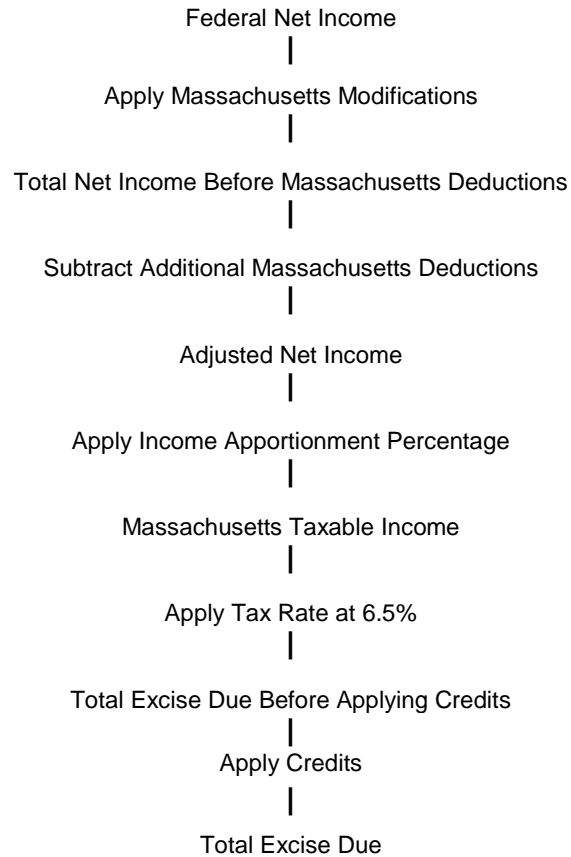 Federal Net Income
Apply Massachusetts Modifications
Total Net Income Before Massachusetts Deductions
Subtract Additional Massachusetts Deductions
Adjusted Net Income
Apply Income Apportionment Percentage
Massachusetts Taxable Income
Apply Tax Rate at 6.5%
Total Excise Due Before Applying Credits
Apply Credits
Total Excise Due